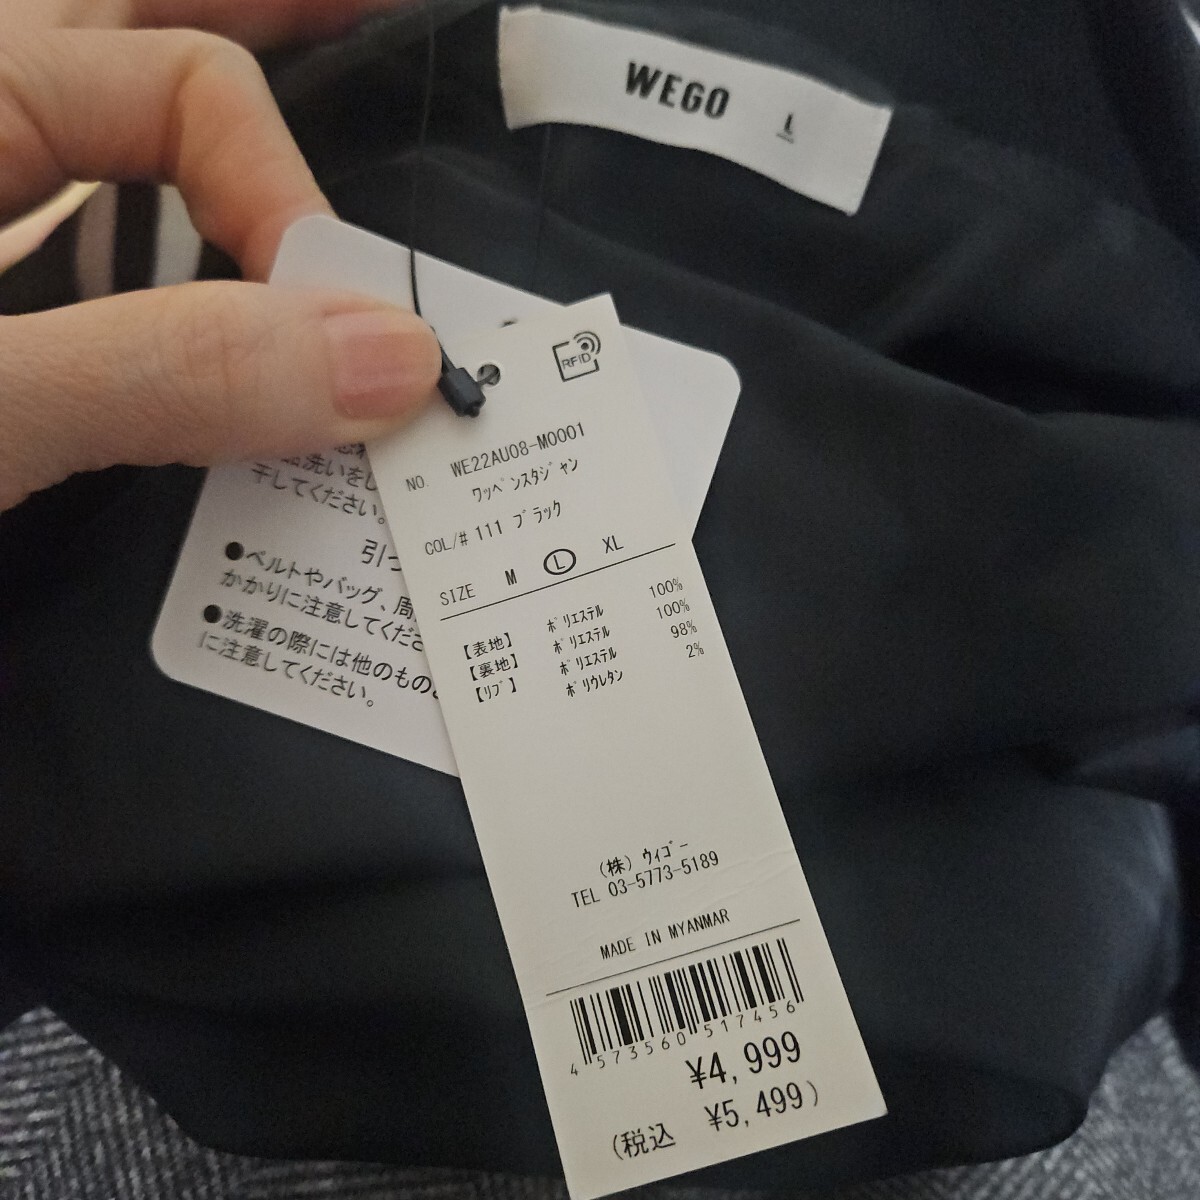 WEGO L
RFID
NO. WE22AU08-M0001
ﾜｯﾍﾟﾝｽﾀｼﾞｬﾝ
COL/# 111 ﾌﾞﾗｯｸ
SIZE M L XL
【表地】 ﾎﾟﾘｴｽﾃﾙ 100%
【裏地】 ﾎﾟﾘｴｽﾃﾙ 100%
【ﾘﾌﾞ】 ﾎﾟﾘｴｽﾃﾙ 98%
ﾎﾟﾘｳﾚﾀﾝ 2%
(株) ｳｨｺﾞｰ
TEL 03-5773-5189
MADE IN MYANMAR
4573560517456
¥4,999
(税込 ¥5,499)
洗いをし
干してください。
引っ
●ベルトやバッグ、周
かかりに注意してくださ
●洗濯の際には他のもの
に注意してください。